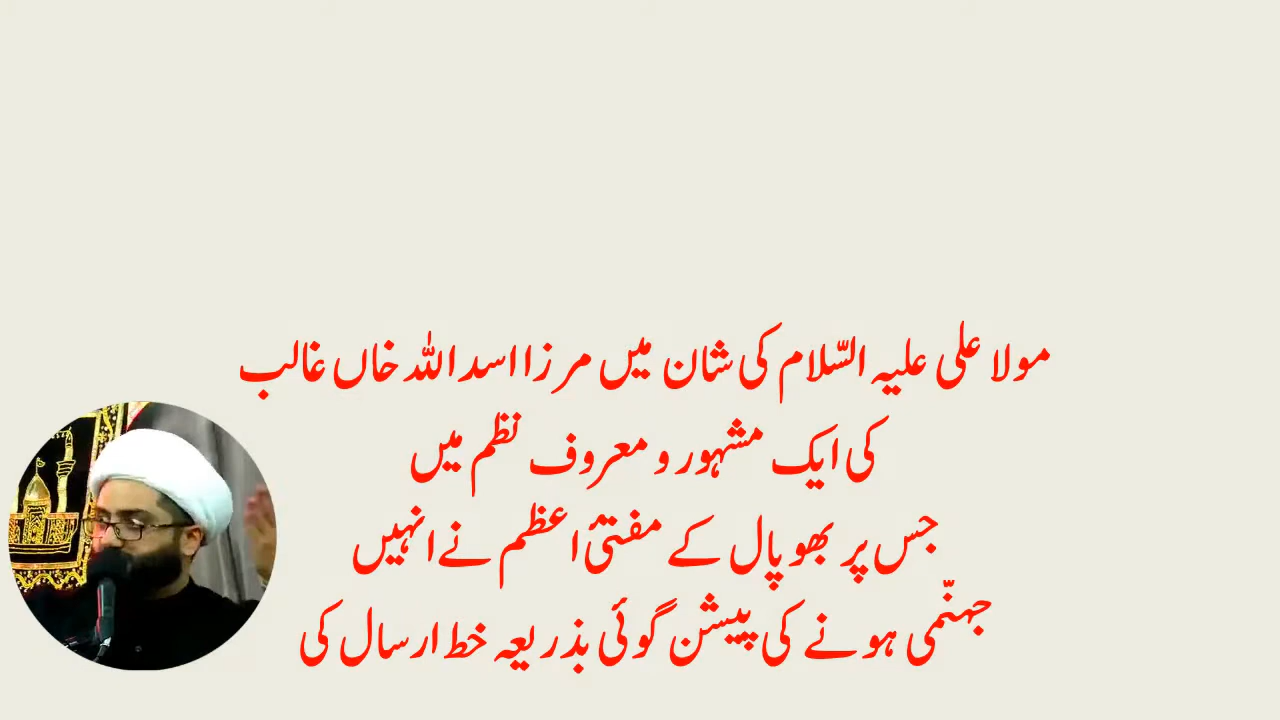 مولا علی علیہ السّلام کی شان میں مرزا اسد اللہ خاں غالب
کی ایک مشہور و معروف نظم میں
جس پر بھوپال کے مفتیٔ اعظم نے انہیں
جہنّمی ہونے کی پیشن گوئی بذریعہ خط ارسال کی